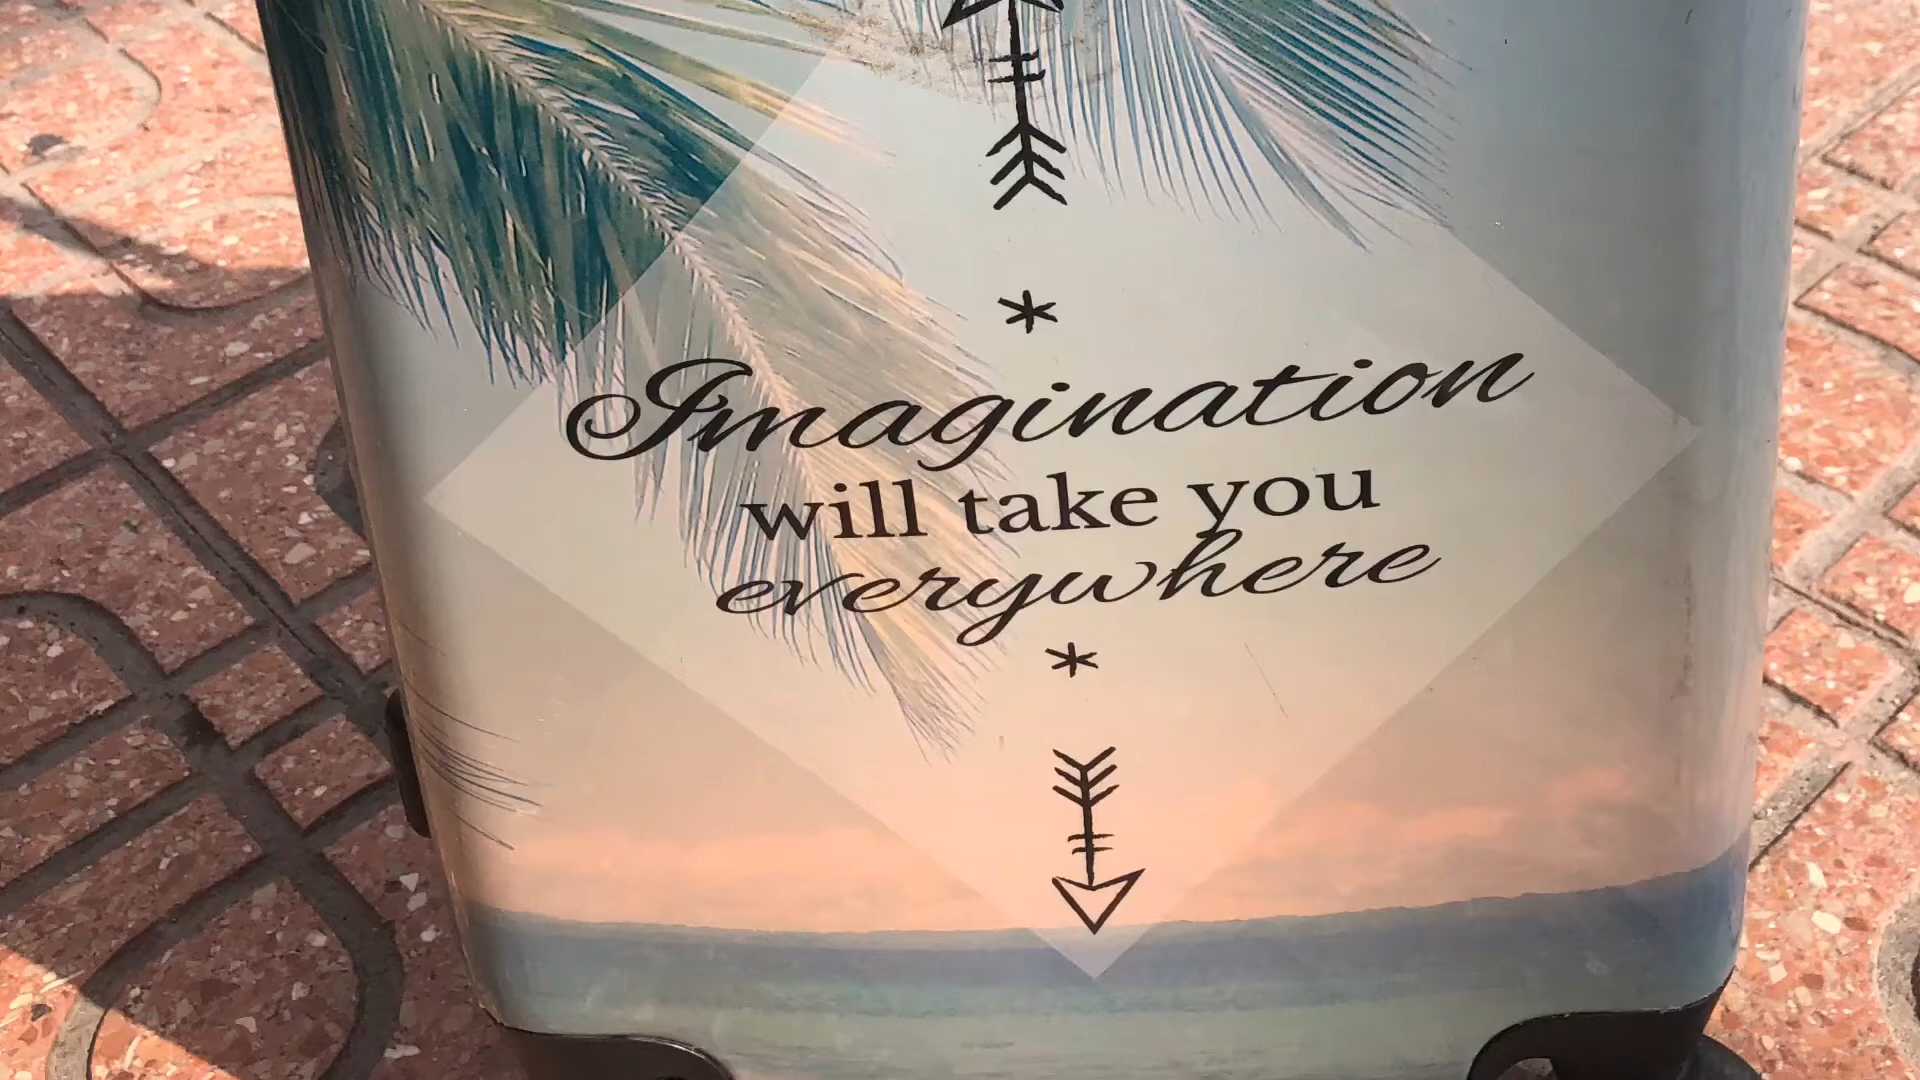 *
Imagination
will take you
everywhere
*